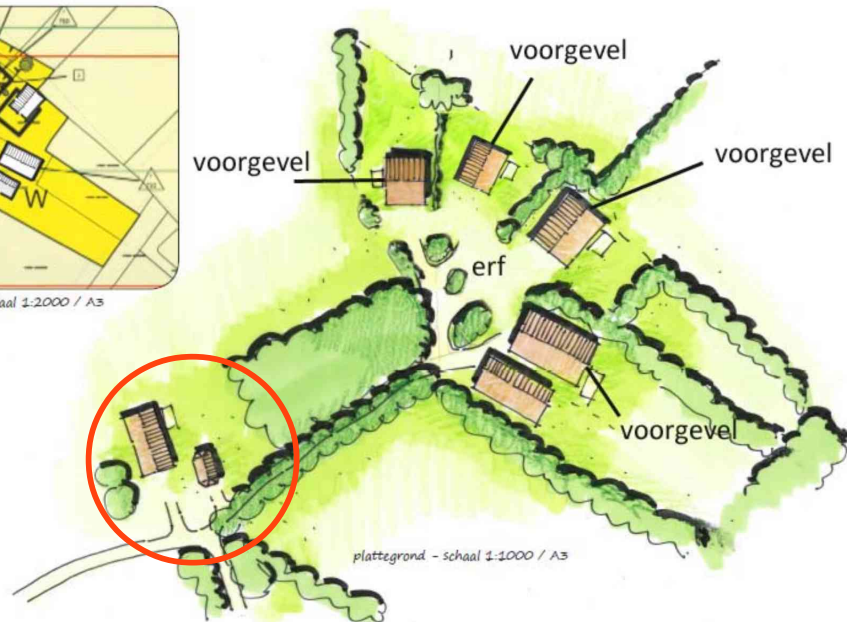 voorgevel
voorgevel
voorgevel
erf
W
aal 1:2000 / A3
voorgevel
plattegrond - schaal 1:1000 / A3